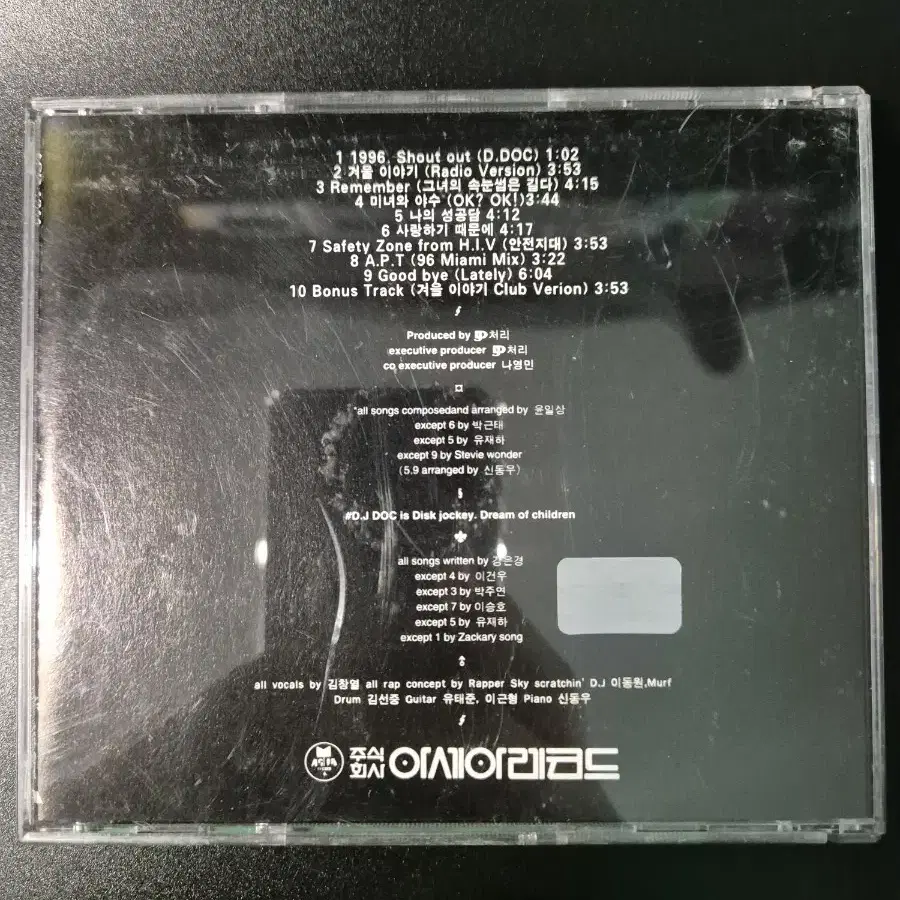 1 1996. Shout out (D.DOC) 1:02
2 겨울 이야기 (Radio Version) 3:53
3 Remember (그녀의 속눈썹은 길다) 4:15
4 미녀와 야수 (OK? OK!)3:44
5 나의 성공담 4:12
6 사랑하기 때문에 4:17
7 Safety Zone from H.I.V (안전지대) 3:53
8 A.P.T (96 Miami Mix) 3:22
9 Good bye (Lately) 6:04
10 Bonus Track (겨울 이야기 Club Verion) 3:53
Produced by 처리
executive producer 처리
co executive producer 나영민
*all songs composedand arranged by 윤일상
except 6 by 박근태
except 5 by 유재하
except 9 by Stevie wonder
(5.9 arranged by 신동우)
§
#D.J DOC is Disk jockey. Dream of children
all songs written by 강은경
except 4 by 이건우
except 3 by 박주연
except 7 by 이승호
except 5 by 유재하
except 1 by Zackary song
all vocals by 김창열 all rap concept by Rapper Sky scratchin' D.J 이동원,Murf
Drum 김선중 Guitar 유태준, 이근형 Piano 신동우
ASIA 주식회사 아세아레코드